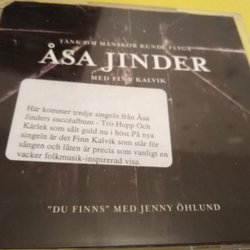 TÄNK OM MÄNSKOR KUNDE FLYGA
ÅSA JINDER
MED FINN KALVIK
Här kommer tredje singeln från Åsa
Jinders succéalbum - Tro Hopp Och
Kärlek som sålt guld nu i höst.På nya
singeln är det Finn Kalvik som står för
sången och låten är precis som vanligt en
vacker folkmusik-inspirerad visa.
"DU FINNS" MED JENNY ÖHLUND